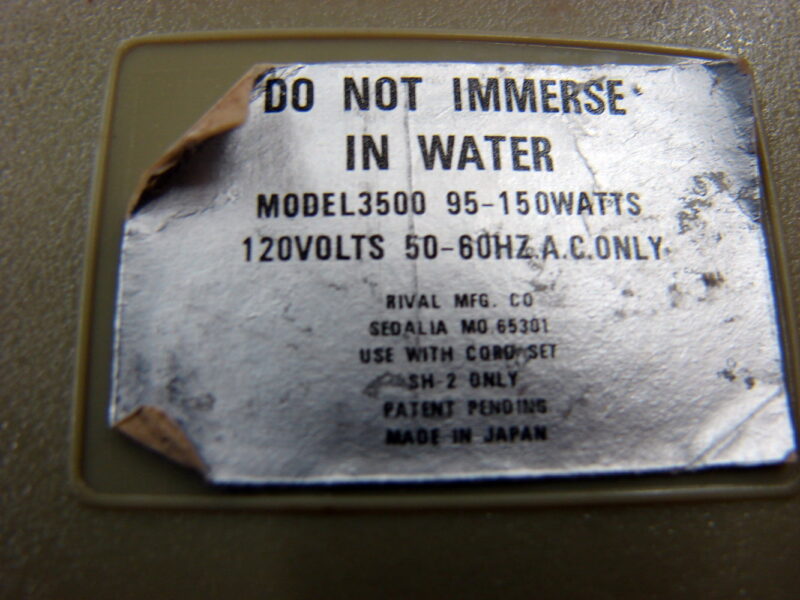 DO NOT IMMERSE
IN WATER
MODEL3500 95-150WATTS
120VOLTS 50-60HZ.A.C.ONLY
RIVAL MFG. CO
SEDALIA MO.65301
USE WITH CORD SET
SH-2 ONLY
PATENT PENDING
MADE IN JAPAN